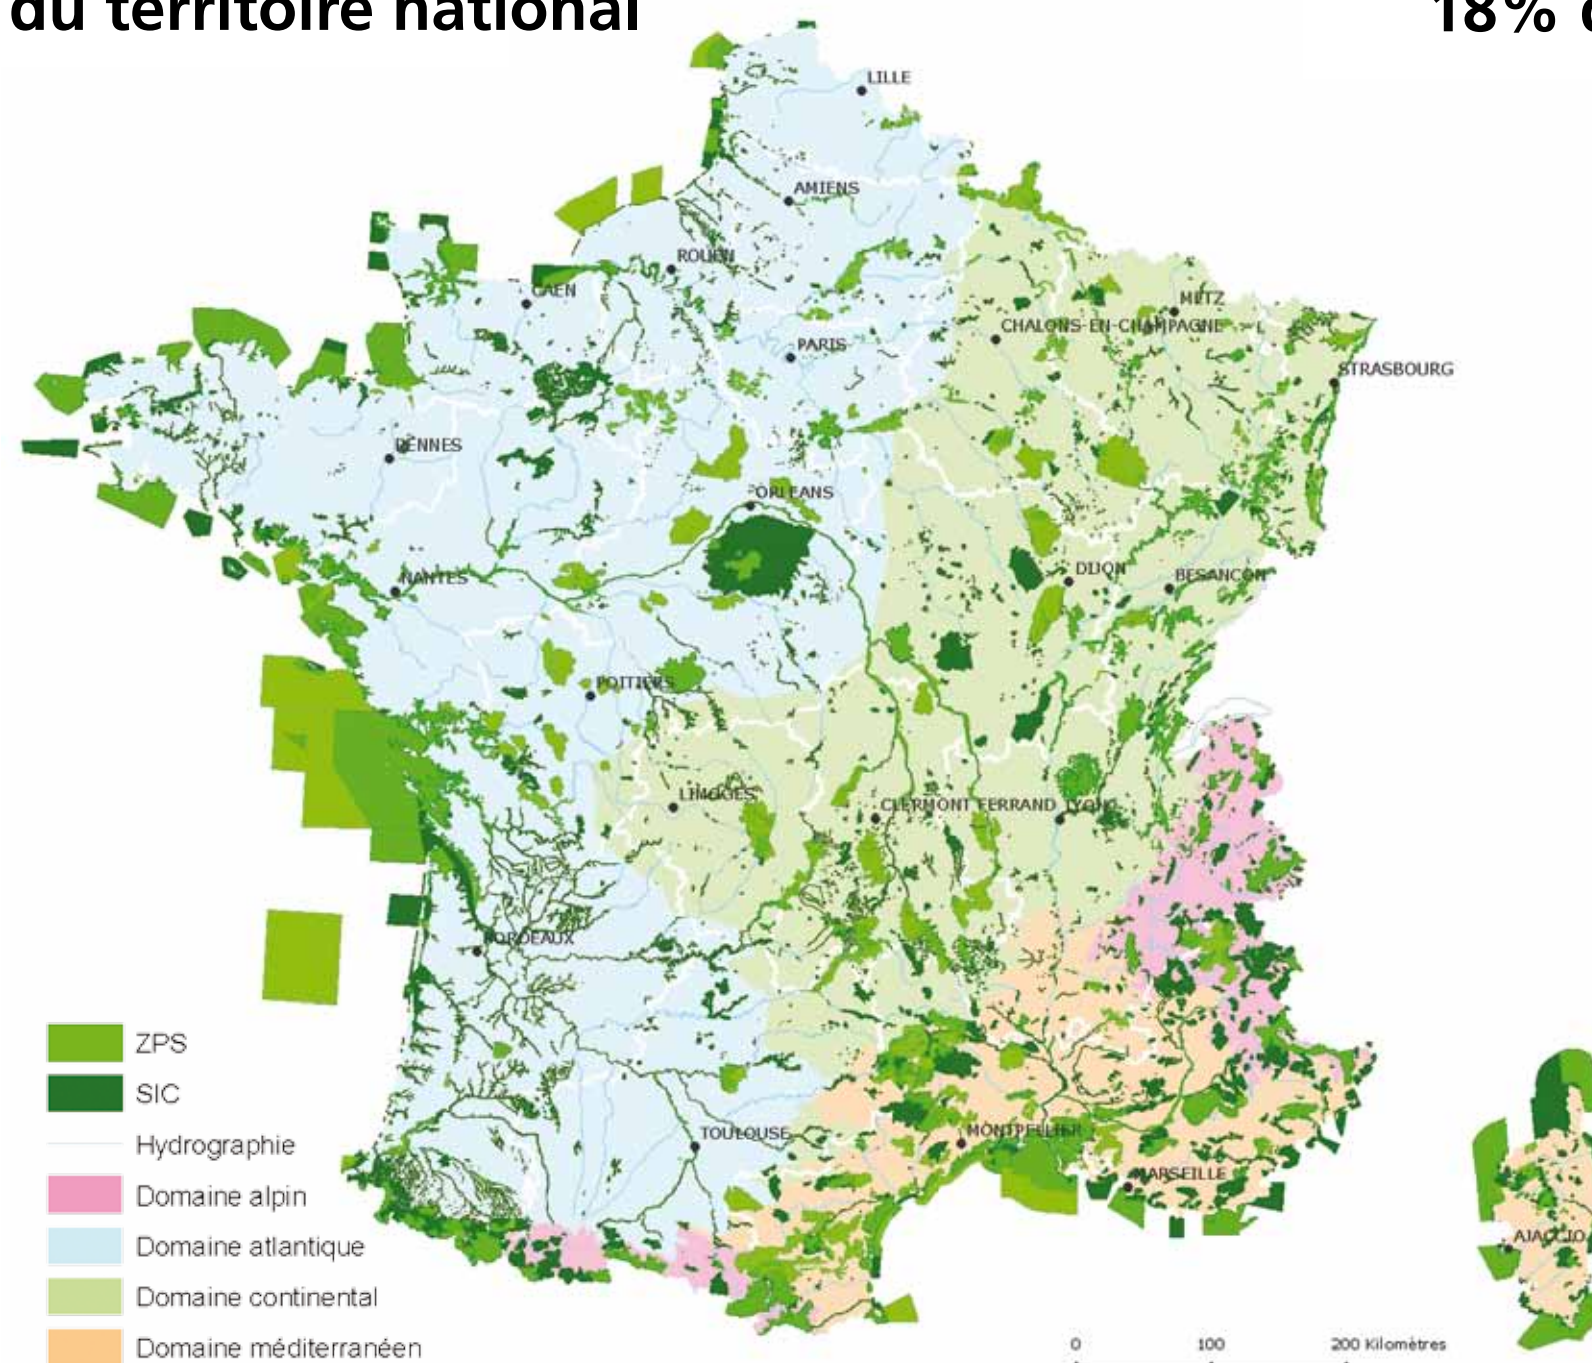 du territoire national
18%
LILLE
AMIENS
ROUEN
CAEN
METZ
CHALONS-EN-CHAMPAGNE
PARIS
STRASBOURG
RENNES
ORLEANS
DIJON
BESANCON
NANTES
POITIERS
LIMOGES
CLERMONT FERRAND
LYON
BORDEAUX
ZPS
SIC
Hydrographie
Domaine alpin
Domaine atlantique
Domaine continental
Domaine méditerranéen
TOULOUSE
MONTPELLIER
MARSEILLE
AJACCIO
0 100 200 Kilomètres